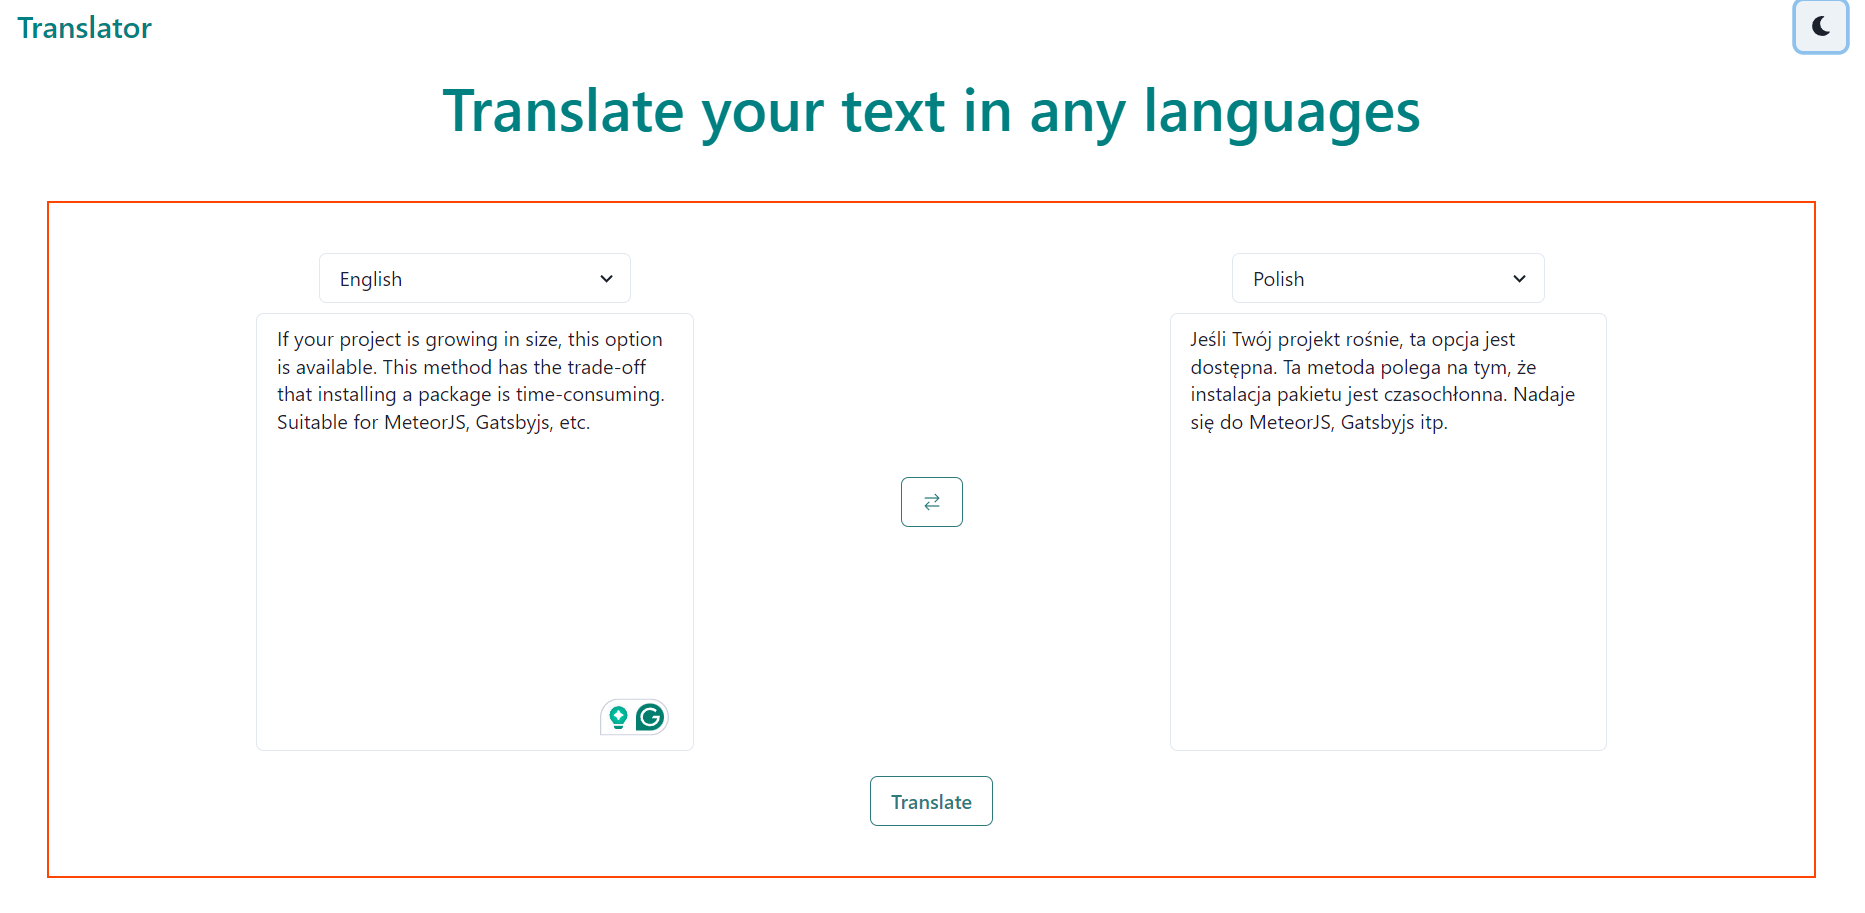 Translator
Translate your text in any languages
English
If your project is growing in size, this option
is available. This method has the trade-off
that installing a package is time-consuming.
Suitable for MeteorJS, Gatsbyjs, etc.
Polish
Jeśli Twój projekt rośnie, ta opcja jest
dostępna. Ta metoda polega na tym, że
instalacja pakietu jest czasochłonna. Nadaje
się do MeteorJS, Gatsbyjs itp.
Translate